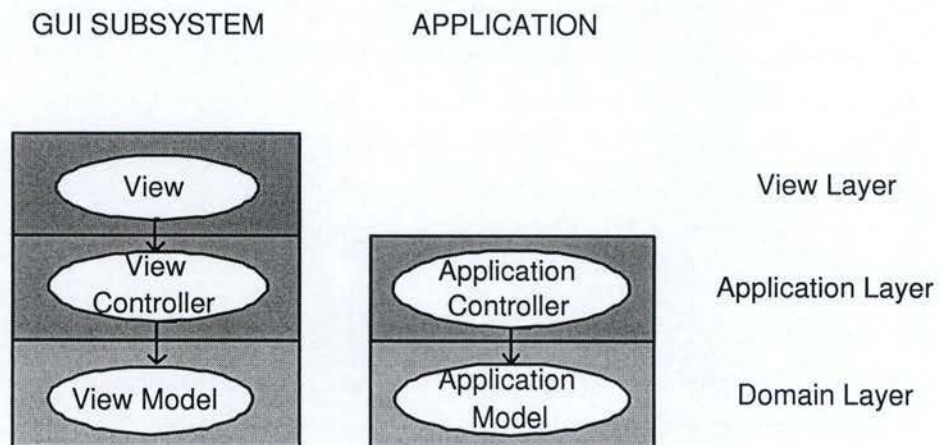 GUI SUBSYSTEM
APPLICATION
View
View Layer
View
Controller
Application
Controller
Application Layer
View Model
Application
Model
Domain Layer